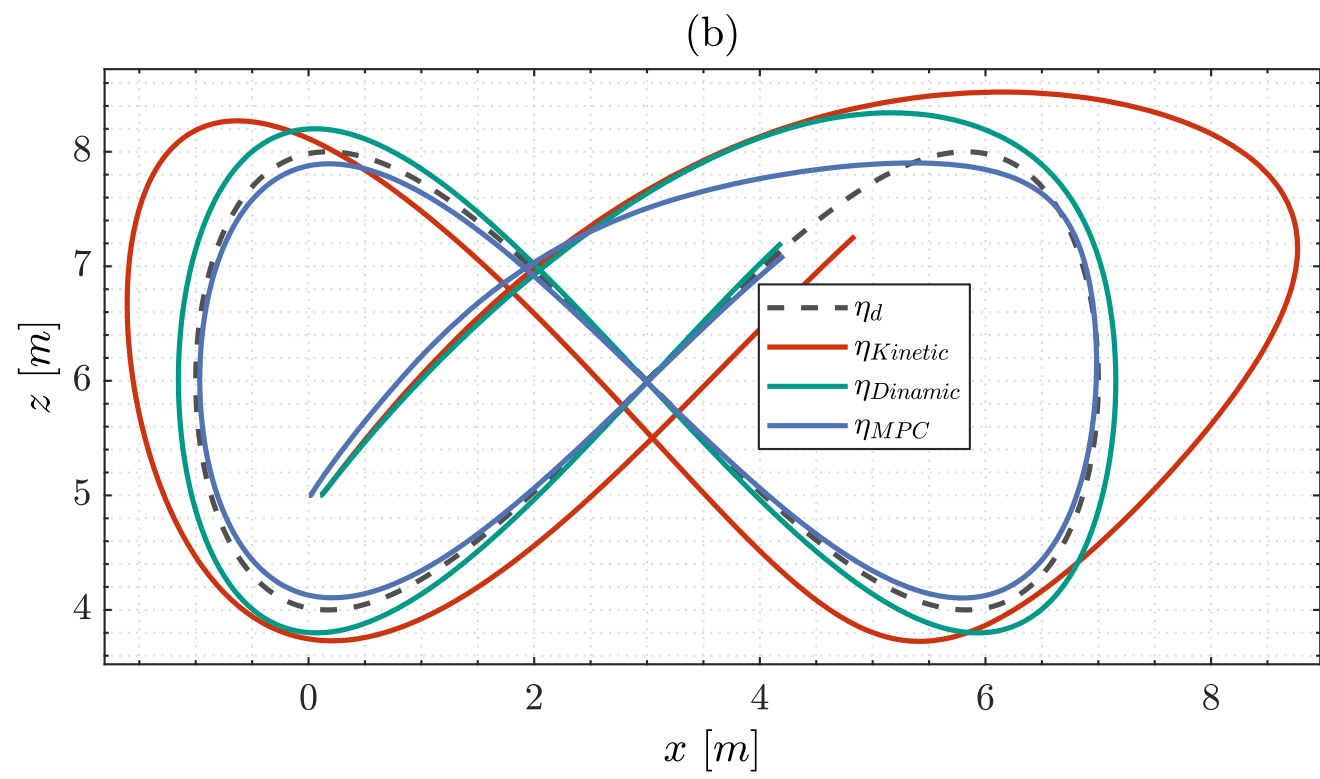 (b)
z [m]
8
7
6
5
4
η_d
η_Kinetic
η_Dinamic
η_MPC
0 2 4 6 8
x [m]